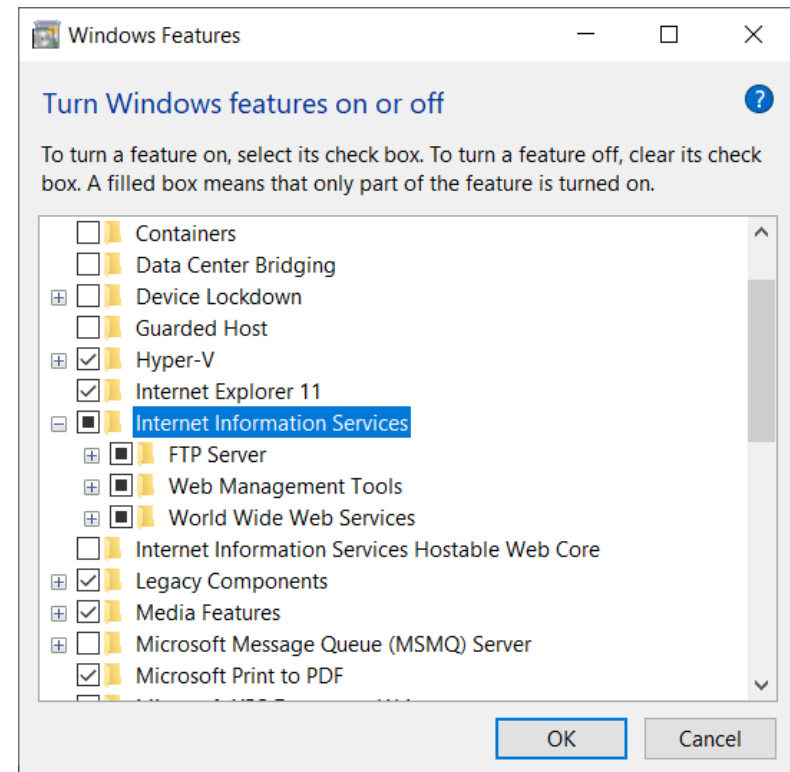 Windows Features
Turn Windows features on or off
?
To turn a feature on, select its check box. To turn a feature off, clear its check
box. A filled box means that only part of the feature is turned on.
Containers
Data Center Bridging
Device Lockdown
Guarded Host
Hyper-V
Internet Explorer 11
Internet Information Services
FTP Server
Web Management Tools
World Wide Web Services
Internet Information Services Hostable Web Core
Legacy Components
Media Features
Microsoft Message Queue (MSMQ) Server
Microsoft Print to PDF
OK
Cancel